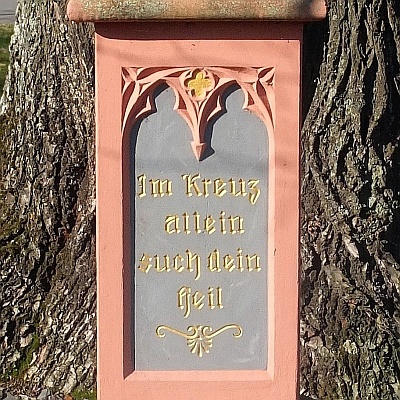 Im Kreuz
allein
such dein
Heil